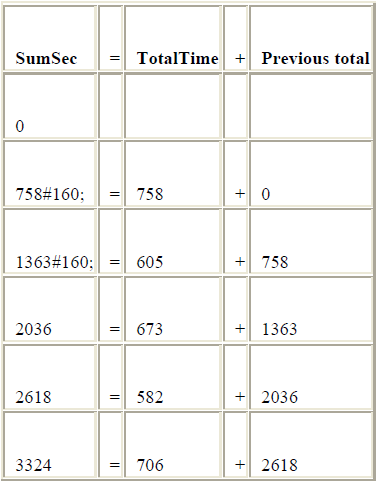 SumSec = TotalTime + Previous total
0
758#160; = 758 + 0
1363#160; = 605 + 758
2036 = 673 + 1363
2618 = 582 + 2036
3324 = 706 + 2618